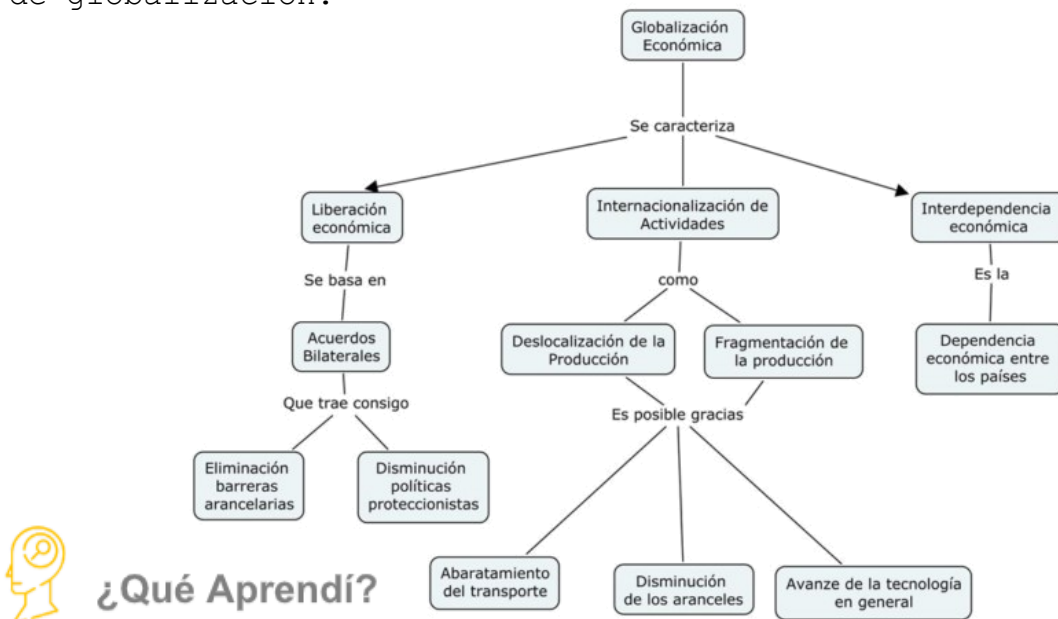 de globalización.
Globalización
Económica
Se caracteriza
Liberación
económica
Internacionalización de
Actividades
Interdependencia
económica
Se basa en
como
Es la
Acuerdos
Bilaterales
Deslocalización de la
Producción
Fragmentación de
la producción
Dependencia
económica entre
los países
Que trae consigo
Es posible gracias
Eliminación
barreras
arancelarias
Disminución
políticas
proteccionistas
Abaratamiento
del transporte
Disminución
de los aranceles
Avanze de la tecnología
en general
¿Qué Aprendí?